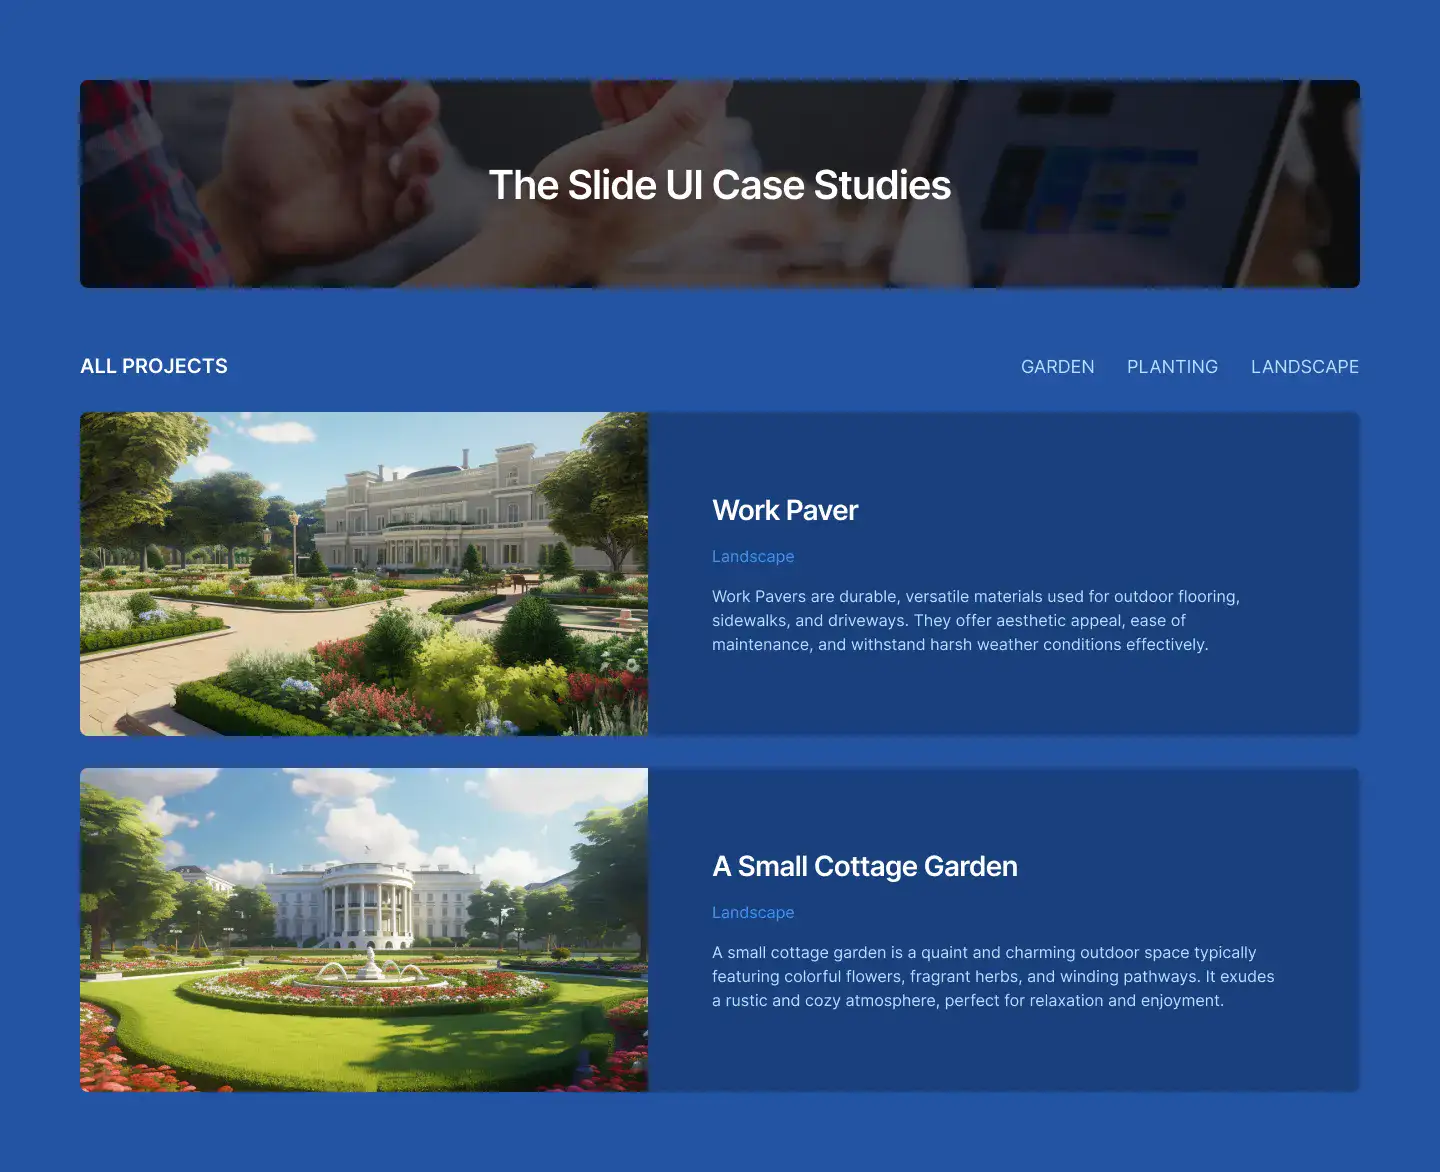 The Slide UI Case Studies
ALL PROJECTS
GARDEN PLANTING LANDSCAPE
Work Paver
Landscape
Work Pavers are durable, versatile materials used for outdoor flooring,
sidewalks, and driveways. They offer aesthetic appeal, ease of
maintenance, and withstand harsh weather conditions effectively.
A Small Cottage Garden
Landscape
A small cottage garden is a quaint and charming outdoor space typically
featuring colorful flowers, fragrant herbs, and winding pathways. It exudes
a rustic and cozy atmosphere, perfect for relaxation and enjoyment.